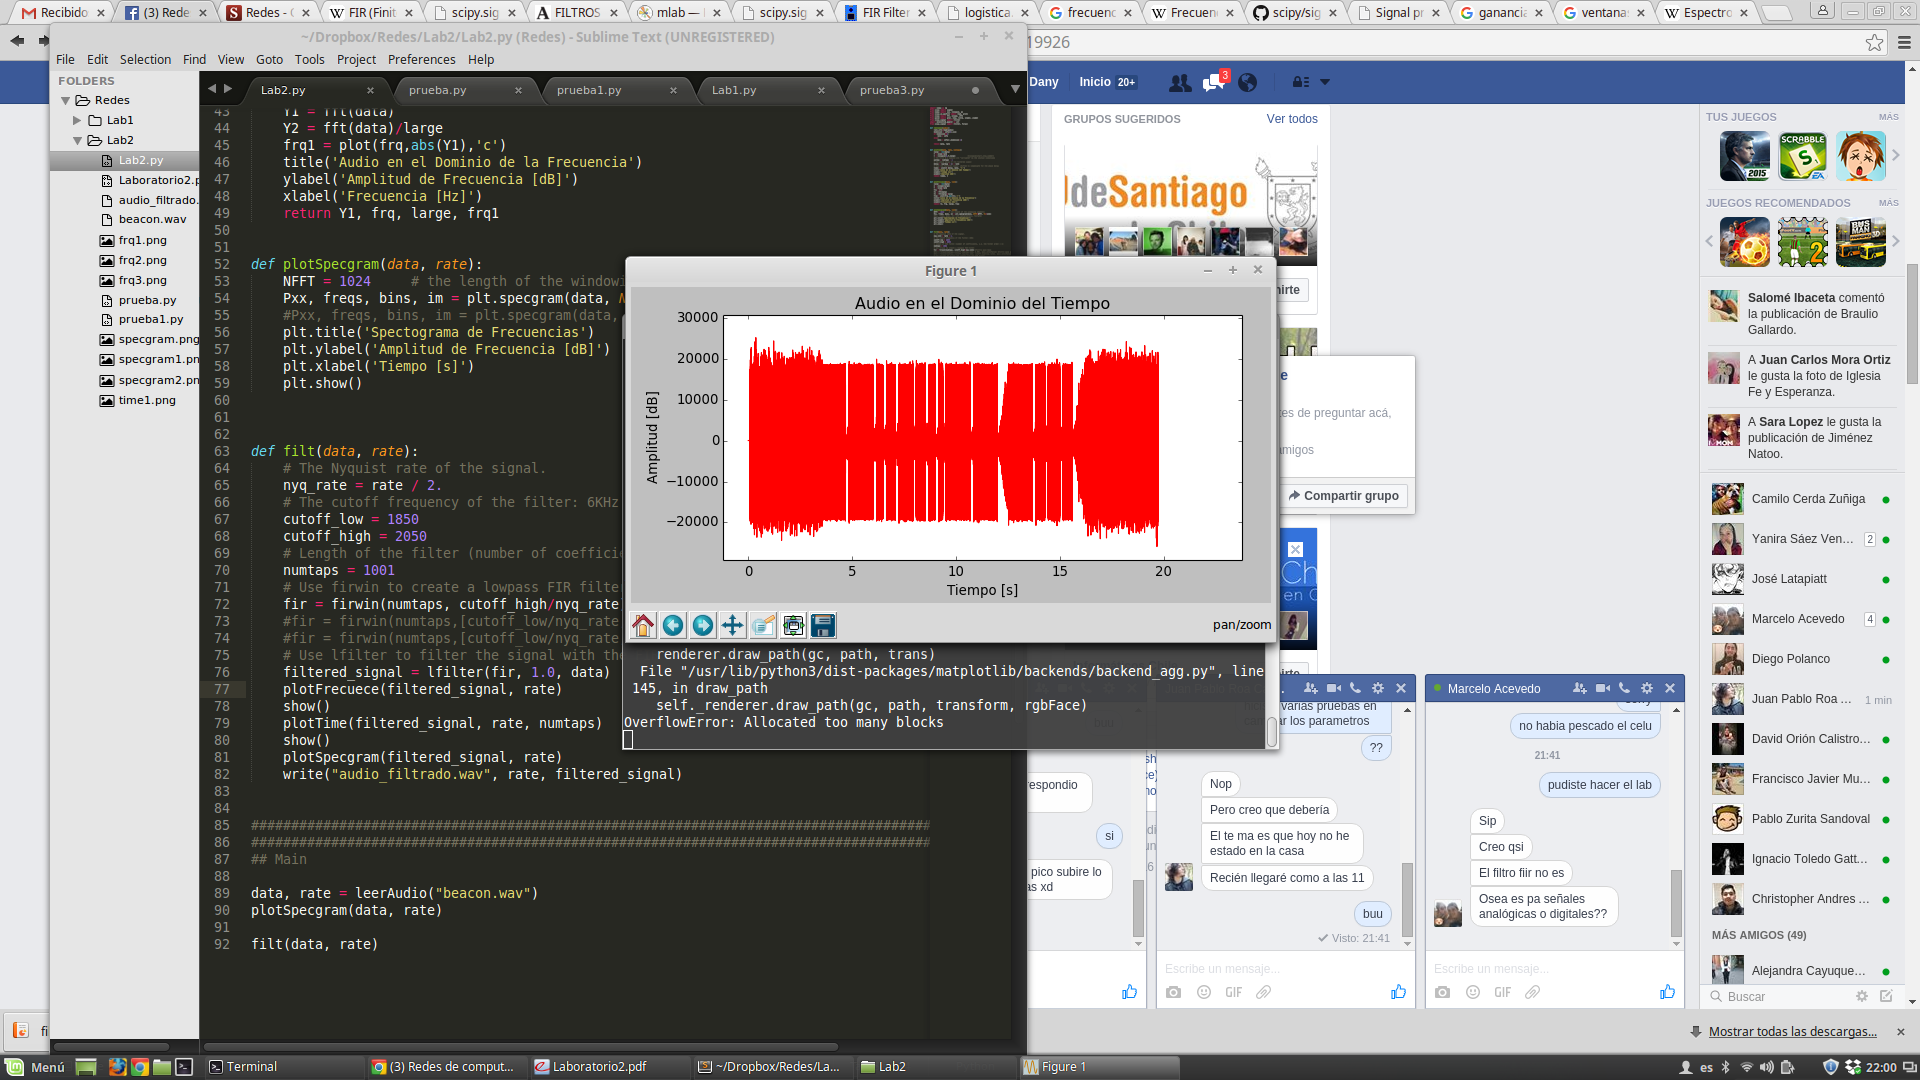 Recibido
(3) Rede
Redes - C
FIR (Finit
scipy.sig
FILTROS
mlab —
scipy.sig
FIR Filter
logistica.
frecuenc
Frecuen
scipy/sig
Signal pr
gananci
ventanas
Espectro
~/Dropbox/Redes/Lab2/Lab2.py (Redes) - Sublime Text (UNREGISTERED)
19926
File Edit Selection Find View Goto Tools Project Preferences Help
Dany Inicio 20+ 3
FOLDERS
Redes
Lab1
Lab2
Lab2.py
Laboratorio2.p
audio_filtrado.
beacon.wav
frq1.png
frq2.png
frq3.png
prueba.py
prueba1.py
specgram.png
specgram1.pn
specgram2.pn
time1.png
Lab2.py prueba.py prueba1.py Lab1.py prueba3.py
43 Y1 = fft(data)
44 Y2 = fft(data)/large
45 frq1 = plot(frq,abs(Y1),'c')
46 title('Audio en el Dominio de la Frecuencia')
47 ylabel('Amplitud de Frecuencia [dB]')
48 xlabel('Frecuencia [Hz]')
49 return Y1, frq, large, frq1
50
51
52 def plotSpecgram(data, rate):
53 NFFT = 1024 # the length of the windowi
54 Pxx, freqs, bins, im = plt.specgram(data, N
55 #Pxx, freqs, bins, im = plt.specgram(data,
56 plt.title('Spectograma de Frecuencias')
57 plt.ylabel('Amplitud de Frecuencia [dB]')
58 plt.xlabel('Tiempo [s]')
59 plt.show()
60
61
62
63 def filt(data, rate):
64 # The Nyquist rate of the signal.
65 nyq_rate = rate / 2.
66 # The cutoff frequency of the filter: 6KHz
67 cutoff_low = 1850
68 cutoff_high = 2050
69 # Length of the filter (number of coefficie
70 numtaps = 1001
71 # Use firwin to create a lowpass FIR filter
72 fir = firwin(numtaps, cutoff_high/nyq_rate
73 #fir = firwin(numtaps,[cutoff_low/nyq_rate
74 #fir = firwin(numtaps,[cutoff_low/nyq_rate
75 # Use lfilter to filter the signal with the
76 filtered_signal = lfilter(fir, 1.0, data)
77 plotFrecuece(filtered_signal, rate)
78 show()
79 plotTime(filtered_signal, rate, numtaps)
80 show()
81 plotSpecgram(filtered_signal, rate)
82 write("audio_filtrado.wav", rate, filtered_signal)
83
84
85 #####################################################################################
86 #####################################################################################
87 ## Main
88
89 data, rate = leerAudio("beacon.wav")
90 plotSpecgram(data, rate)
91
92 filt(data, rate)
Figure 1
Audio en el Dominio del Tiempo
30000
20000
10000
0
−10000
−20000
Amplitud [dB]
0 5 10 15 20
Tiempo [s]
pan/zoom
renderer.draw_path(gc, path, trans)
File "/usr/lib/python3/dist-packages/matplotlib/backends/backend_agg.py", line
145, in draw_path
self._renderer.draw_path(gc, path, transform, rgbFace)
OverflowError: Allocated too many blocks
GRUPOS SUGERIDOS Ver todos
JdeSantiago
irte
e
tes de preguntar acá,
amigos
Compartir grupo
Ch
en C
irte
espondio
si
pico subire lo
as xd
varias pruebas en
ar los parametros
??
Nop
Pero creo que debería
El te ma es que hoy no he
estado en la casa
Recién llegaré como a las 11
buu
Visto: 21:41
Escribe un mensaje...
GIF
Marcelo Acevedo
no habia pescado el celu
21:41
pudiste hacer el lab
Sip
Creo qsi
El filtro fiir no es
Osea es pa señales
analógicas o digitales??
Escribe un mensaje...
GIF
TUS JUEGOS MÁS
2015
SCRABBLE
JUEGOS RECOMENDADOS MÁS
Salomé Ibaceta comentó
la publicación de Braulio
Gallardo.
A Juan Carlos Mora Ortiz
le gusta la foto de Iglesia
Fe y Esperanza.
A Sara Lopez le gusta la
publicación de Jiménez
Natoo.
Camilo Cerda Zuñiga
Yanira Sáez Ven... 2
José Latapiatt
Marcelo Acevedo 4
Diego Polanco
Juan Pablo Roa ... 1 min
David Orión Calistro...
Francisco Javier Mu...
Pablo Zurita Sandoval
Ignacio Toledo Gatt...
Christopher Andres ...
MÁS AMIGOS (49)
Alejandra Cayuque...
Buscar
fi
Mostrar todas las descargas...
Menú
Terminal
(3) Redes de comput...
Laboratorio2.pdf
~/Dropbox/Redes/La...
Lab2
Figure 1
es
22:00